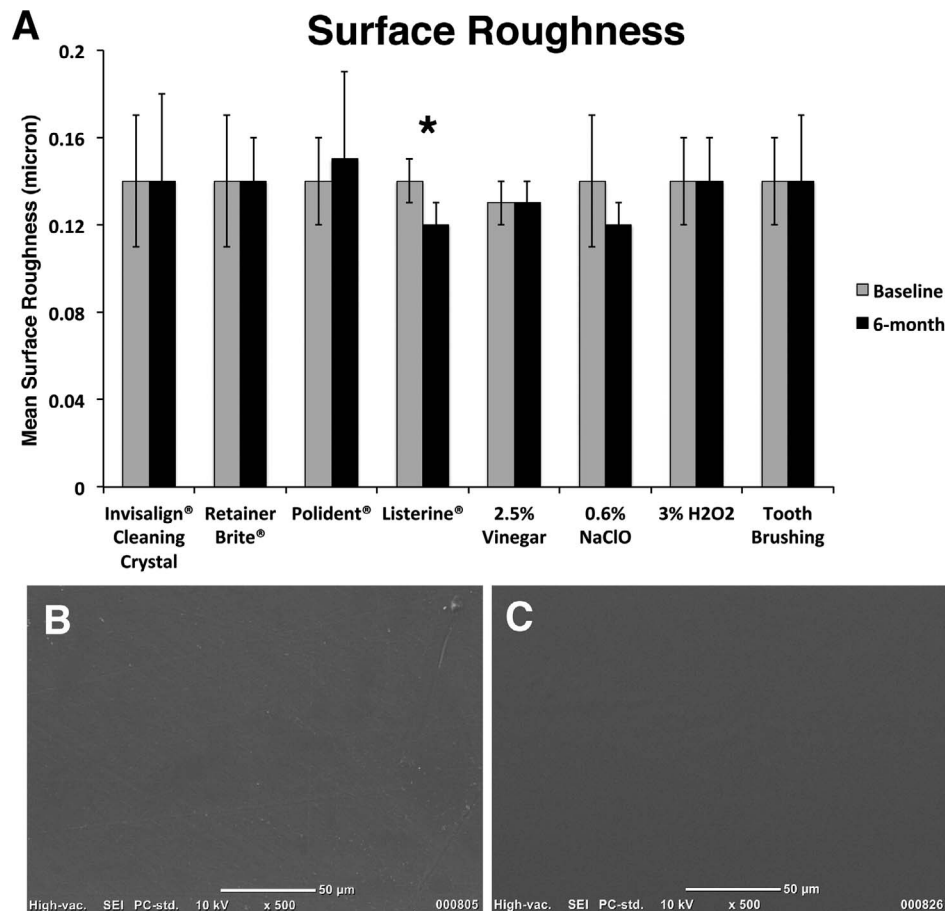 A
Surface Roughness
Mean Surface Roughness (micron)
0.2
0.16
0.12
0.08
0.04
0
*
Baseline
6-month
Invisalign® Cleaning Crystal
Retainer Brite®
Polident®
Listerine®
2.5% Vinegar
0.6% NaClO
3% H2O2
Tooth Brushing
B
50 µm
High-vac. SEI PC-std. 10 kV x 500 000805
C
50 µm
High-vac. SEI PC-std. 10 kV x 500 000826